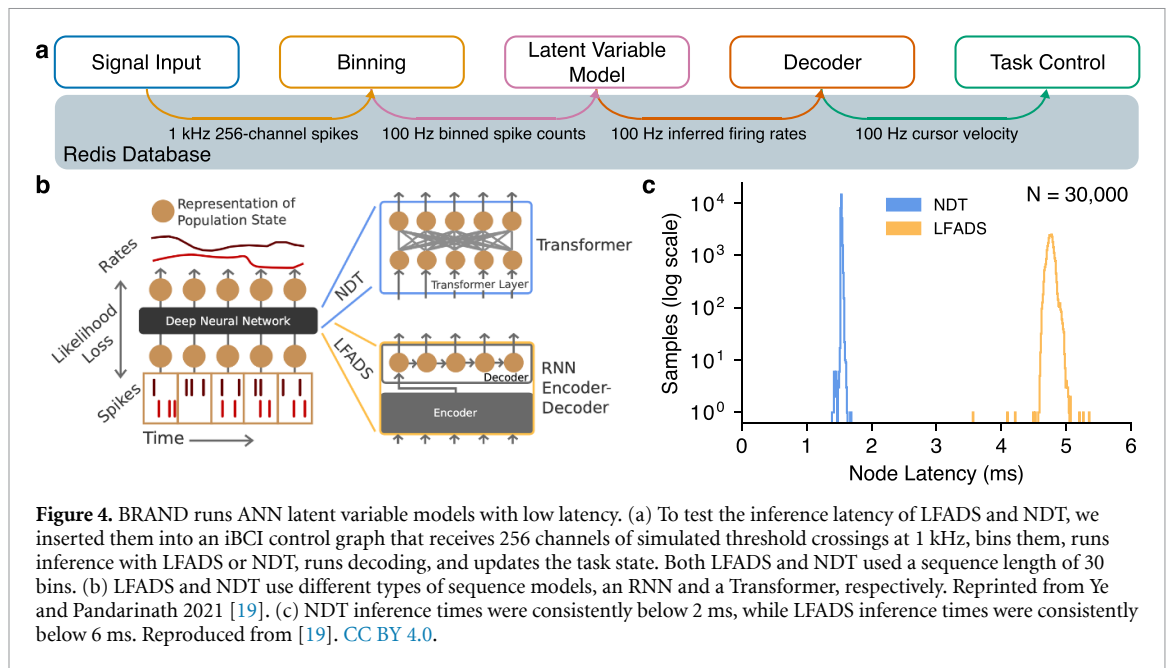 a
Signal Input
Binning
Latent Variable
Model
Decoder
Task Control
1 kHz 256-channel spikes
100 Hz binned spike counts
100 Hz inferred firing rates
100 Hz cursor velocity
Redis Database
b
Representation of
Population State
Rates
Likelihood
Loss
Deep Neural Network
Spikes
Time
NDT
LFADS
Transformer
Transformer Layer
Decoder
Encoder
RNN
Encoder-
Decoder
c
N = 30,000
NDT
LFADS
Samples (log scale)
10⁴
10³
10²
10¹
10⁰
0 1 2 3 4 5 6
Node Latency (ms)
Figure 4. BRAND runs ANN latent variable models with low latency. (a) To test the inference latency of LFADS and NDT, we
inserted them into an iBCI control graph that receives 256 channels of simulated threshold crossings at 1 kHz, bins them, runs
inference with LFADS or NDT, runs decoding, and updates the task state. Both LFADS and NDT used a sequence length of 30
bins. (b) LFADS and NDT use different types of sequence models, an RNN and a Transformer, respectively. Reprinted from Ye
and Pandarinath 2021 [19]. (c) NDT inference times were consistently below 2 ms, while LFADS inference times were consistently
below 6 ms. Reproduced from [19]. CC BY 4.0.